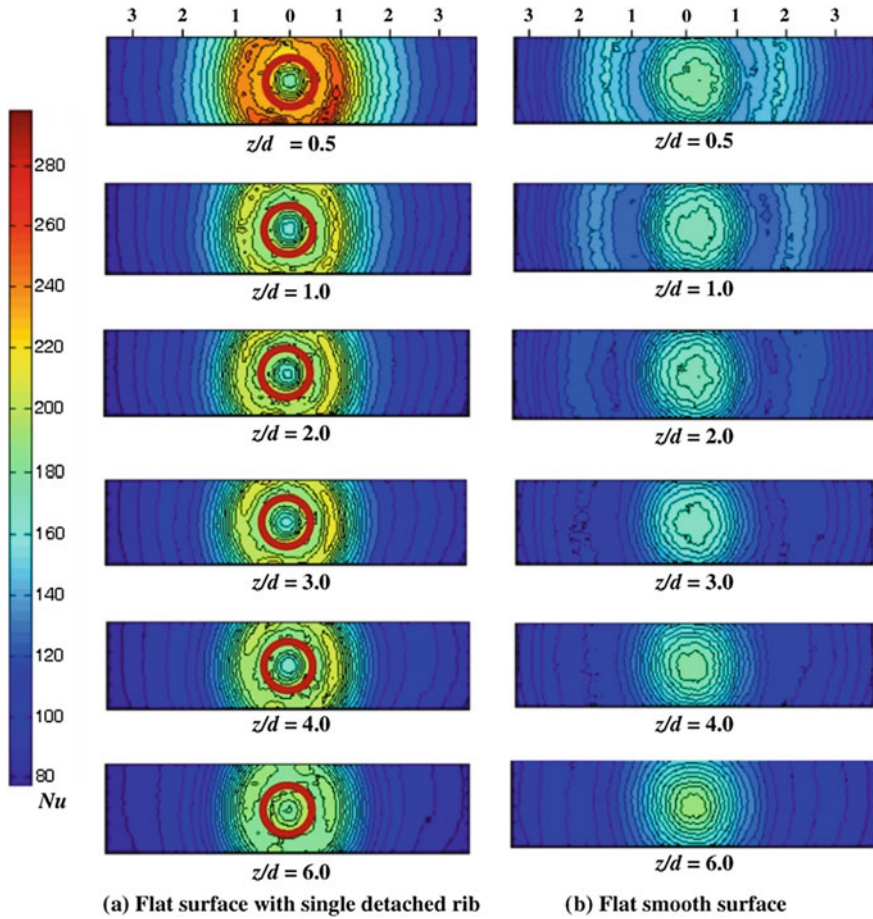 3 2 1 0 1 2 3
3 2 1 0 1 2 3
280
260
240
220
200
180
160
140
120
100
80
Nu
z/d = 0.5
z/d = 1.0
z/d = 2.0
z/d = 3.0
z/d = 4.0
z/d = 6.0
(a) Flat surface with single detached rib
z/d = 0.5
z/d = 1.0
z/d = 2.0
z/d = 3.0
z/d = 4.0
z/d = 6.0
(b) Flat smooth surface